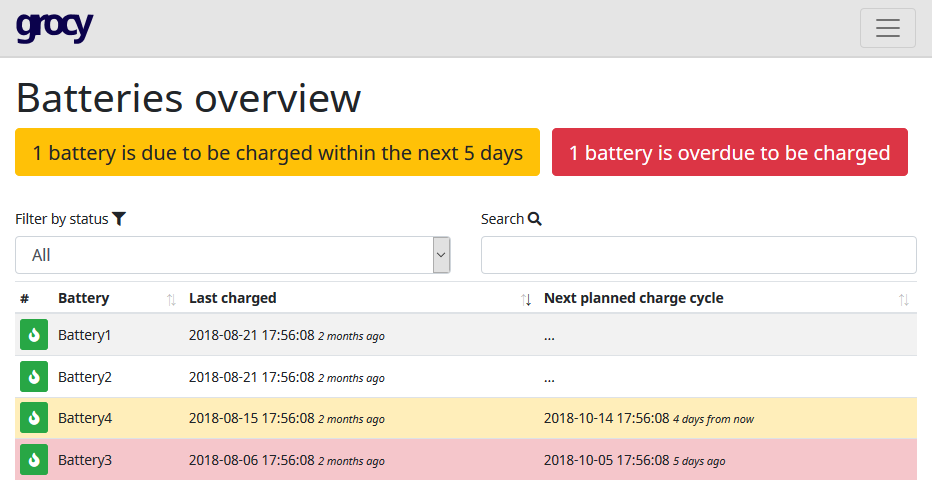 grocy
Batteries overview
1 battery is due to be charged within the next 5 days
1 battery is overdue to be charged
Filter by status
Search
All
# Battery Last charged Next planned charge cycle
Battery1 2018-08-21 17:56:08 2 months ago ...
Battery2 2018-08-21 17:56:08 2 months ago ...
Battery4 2018-08-15 17:56:08 2 months ago 2018-10-14 17:56:08 4 days from now
Battery3 2018-08-06 17:56:08 2 months ago 2018-10-05 17:56:08 5 days ago